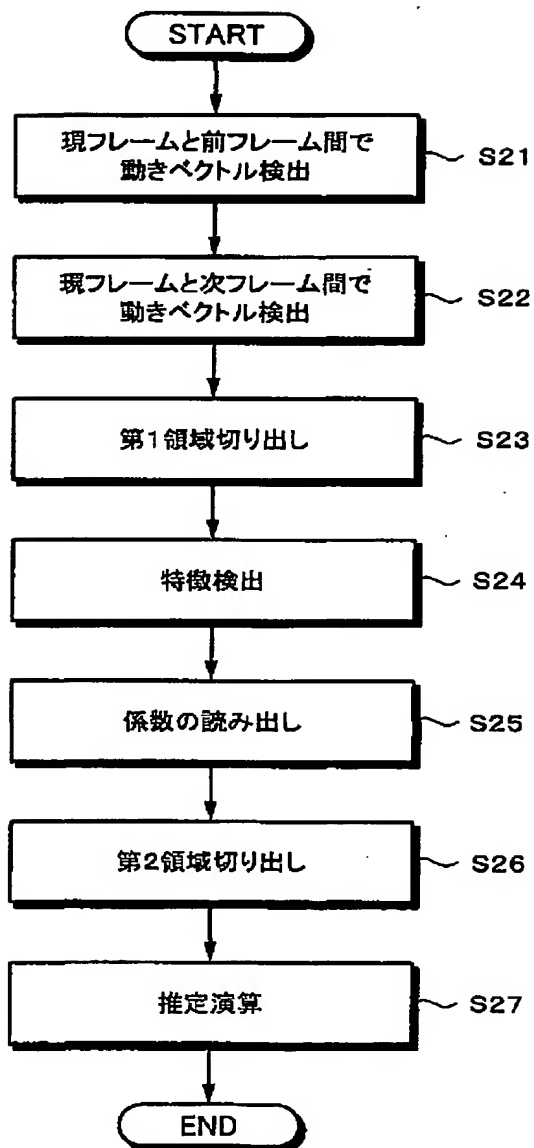 START
現フレームと前フレーム間で
動きベクトル検出
S21
現フレームと次フレーム間で
動きベクトル検出
S22
第1領域切り出し
S23
特徴検出
S24
係数の読み出し
S25
第2領域切り出し
S26
推定演算
S27
END